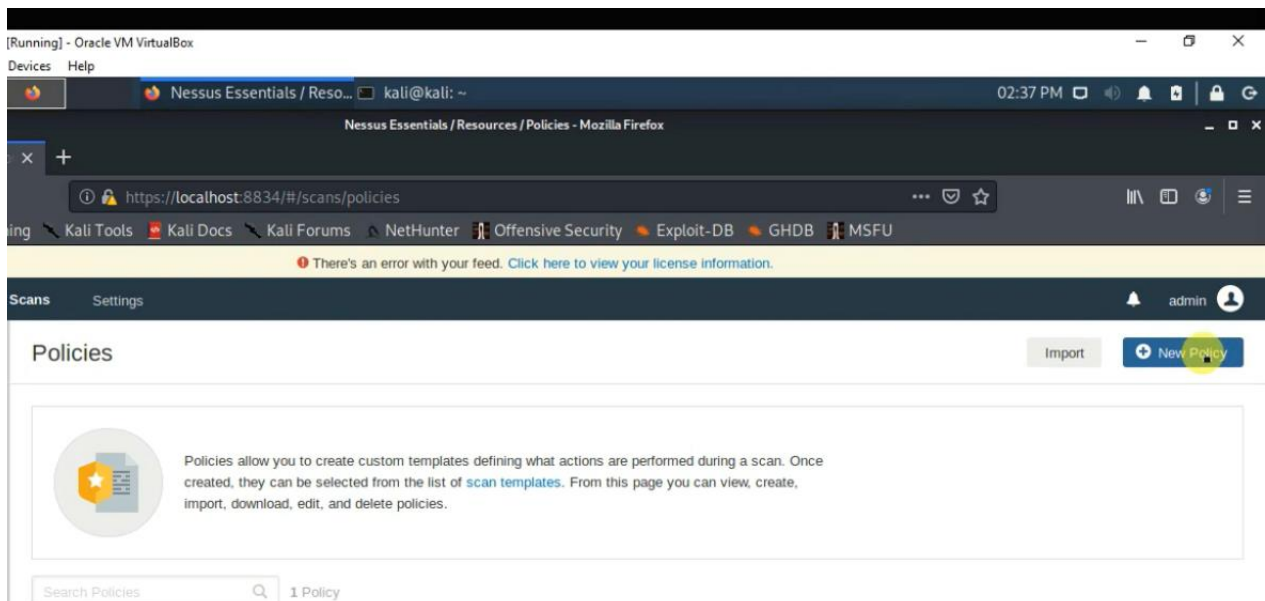 [Running] - Oracle VM VirtualBox
Devices Help
Nessus Essentials / Reso... kali@kali: ~ 02:37 PM
Nessus Essentials / Resources / Policies - Mozilla Firefox
https://localhost:8834/#/scans/policies
ing Kali Tools Kali Docs Kali Forums NetHunter Offensive Security Exploit-DB GHDB MSFU
There's an error with your feed. Click here to view your license information.
Scans Settings admin
Policies Import New Policy
Policies allow you to create custom templates defining what actions are performed during a scan. Once
created, they can be selected from the list of scan templates. From this page you can view, create,
import, download, edit, and delete policies.
Search Policies 1 Policy